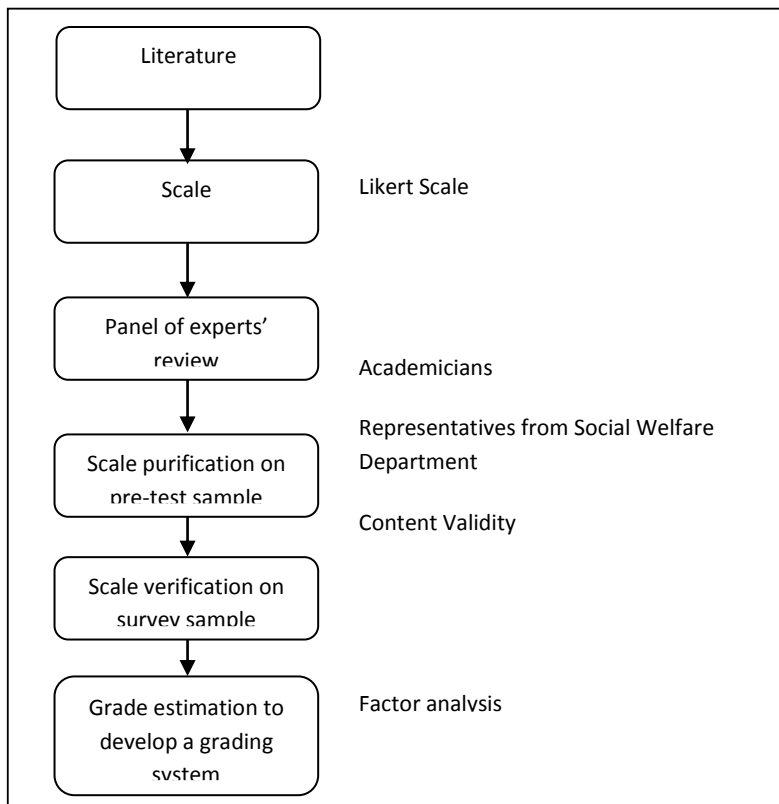 Literature
Scale
Likert Scale
Panel of experts’
review
Academicians
Representatives from Social Welfare
Department
Scale purification on
pre-test sample
Content Validity
Scale verification on
survey sample
Grade estimation to
develop a grading
system
Factor analysis